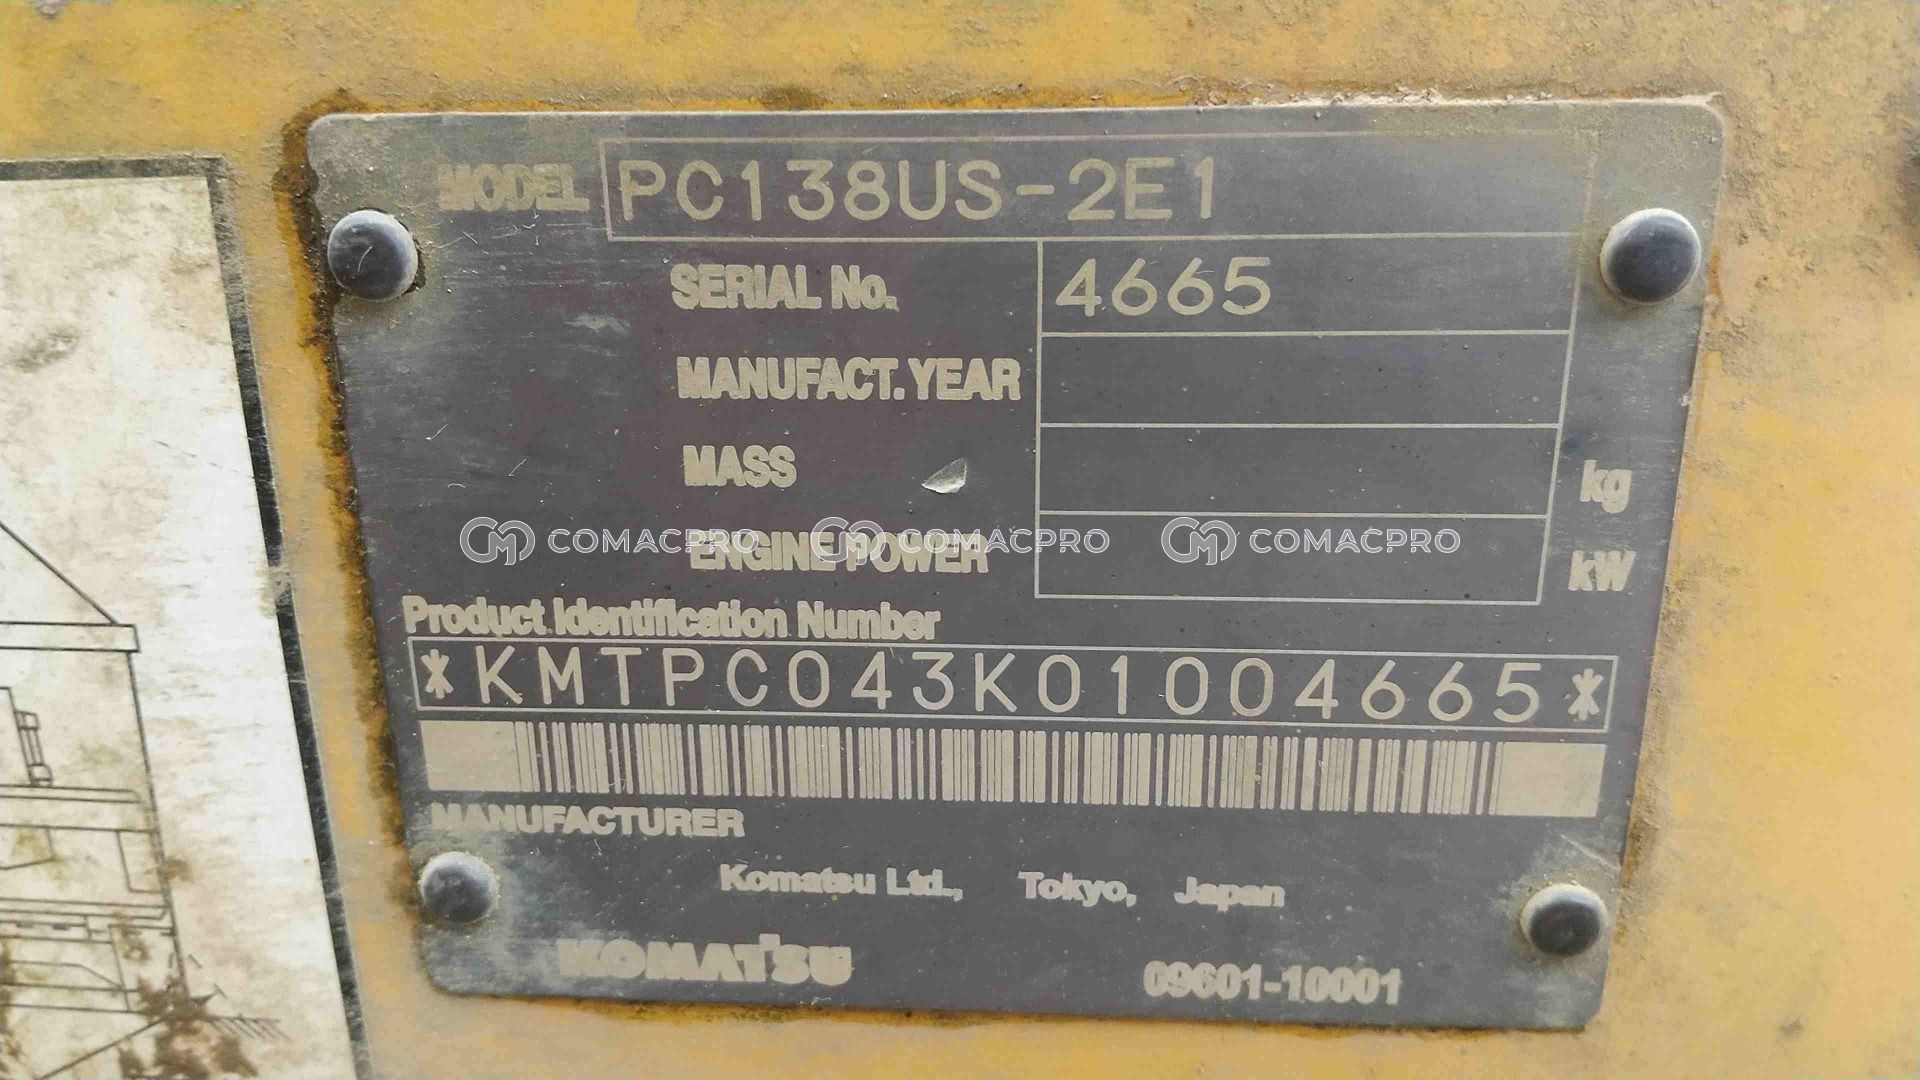 MODEL PC138US-2E1
SERIAL No. 4665
MANUFACT. YEAR
MASS kg
COMACPRO COMACPRO COMACPRO
ENGINE POWER kW
Product Identification Number
*KMTPC043K01004665*
MANUFACTURER
Komatsu Ltd., Tokyo, Japan
KOMATSU 09601-10001